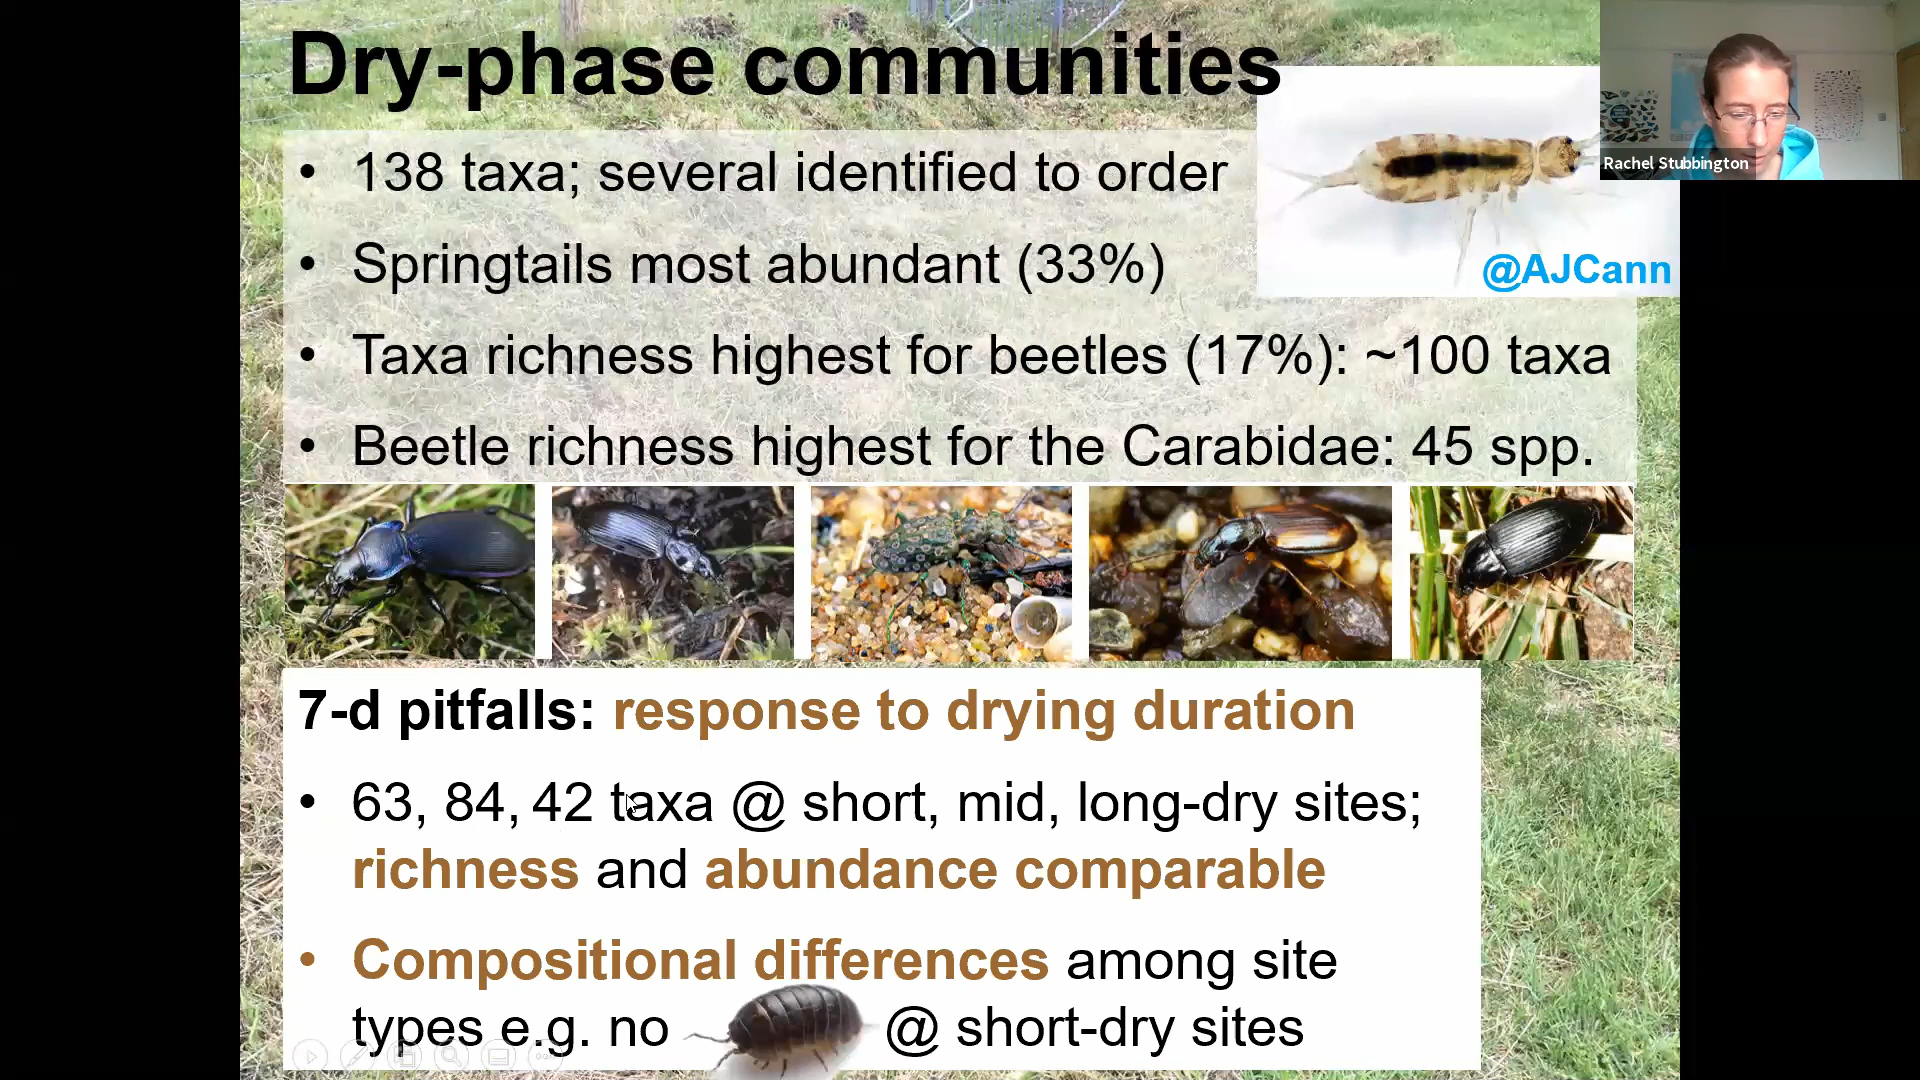 Dry-phase communities
• 138 taxa; several identified to order
• Springtails most abundant (33%)
• Taxa richness highest for beetles (17%): ~100 taxa
• Beetle richness highest for the Carabidae: 45 spp.
@AJCann
Rachel Stubbington
7-d pitfalls: response to drying duration
• 63, 84, 42 taxa @ short, mid, long-dry sites;
richness and abundance comparable
• Compositional differences among site
types e.g. no @ short-dry sites